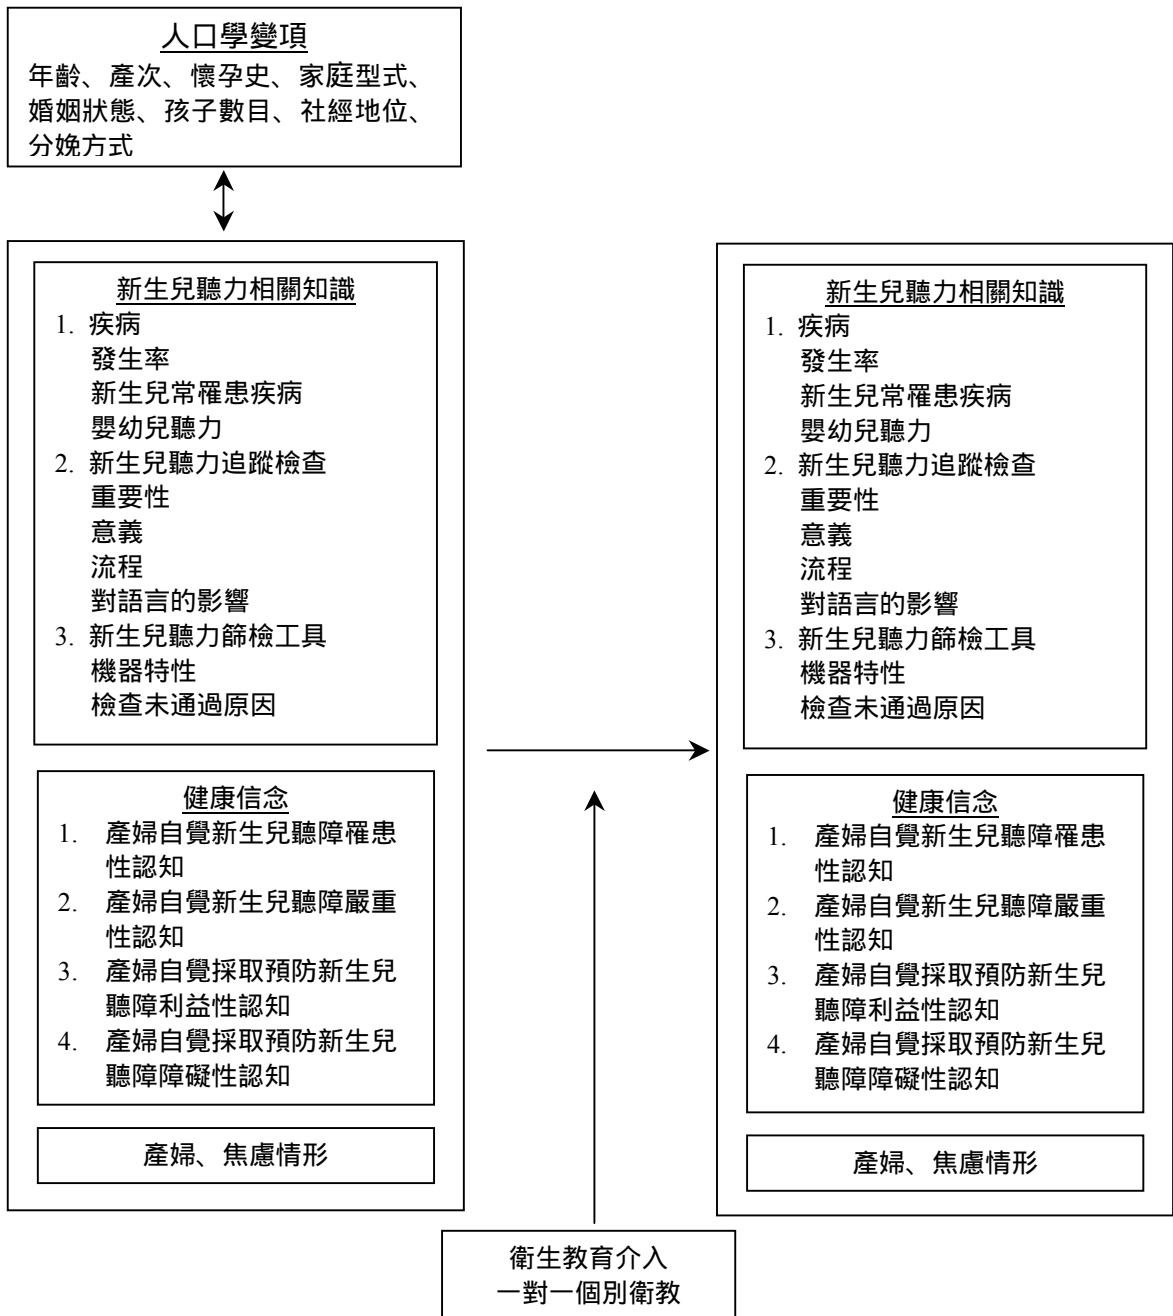 人口學變項
年齡、產次、懷孕史、家庭型式、
婚姻狀態、孩子數目、社經地位、
分娩方式
新生兒聽力相關知識
1. 疾病
發生率
新生兒常罹患疾病
嬰幼兒聽力
2. 新生兒聽力追蹤檢查
重要性
意義
流程
對語言的影響
3. 新生兒聽力篩檢工具
機器特性
檢查未通過原因
健康信念
1. 產婦自覺新生兒聽障罹患
性認知
2. 產婦自覺新生兒聽障嚴重
性認知
3. 產婦自覺採取預防新生兒
聽障利益性認知
4. 產婦自覺採取預防新生兒
聽障障礙性認知
產婦、焦慮情形
新生兒聽力相關知識
1. 疾病
發生率
新生兒常罹患疾病
嬰幼兒聽力
2. 新生兒聽力追蹤檢查
重要性
意義
流程
對語言的影響
3. 新生兒聽力篩檢工具
機器特性
檢查未通過原因
健康信念
1. 產婦自覺新生兒聽障罹患
性認知
2. 產婦自覺新生兒聽障嚴重
性認知
3. 產婦自覺採取預防新生兒
聽障利益性認知
4. 產婦自覺採取預防新生兒
聽障障礙性認知
產婦、焦慮情形
衛生教育介入
一對一個別衛教